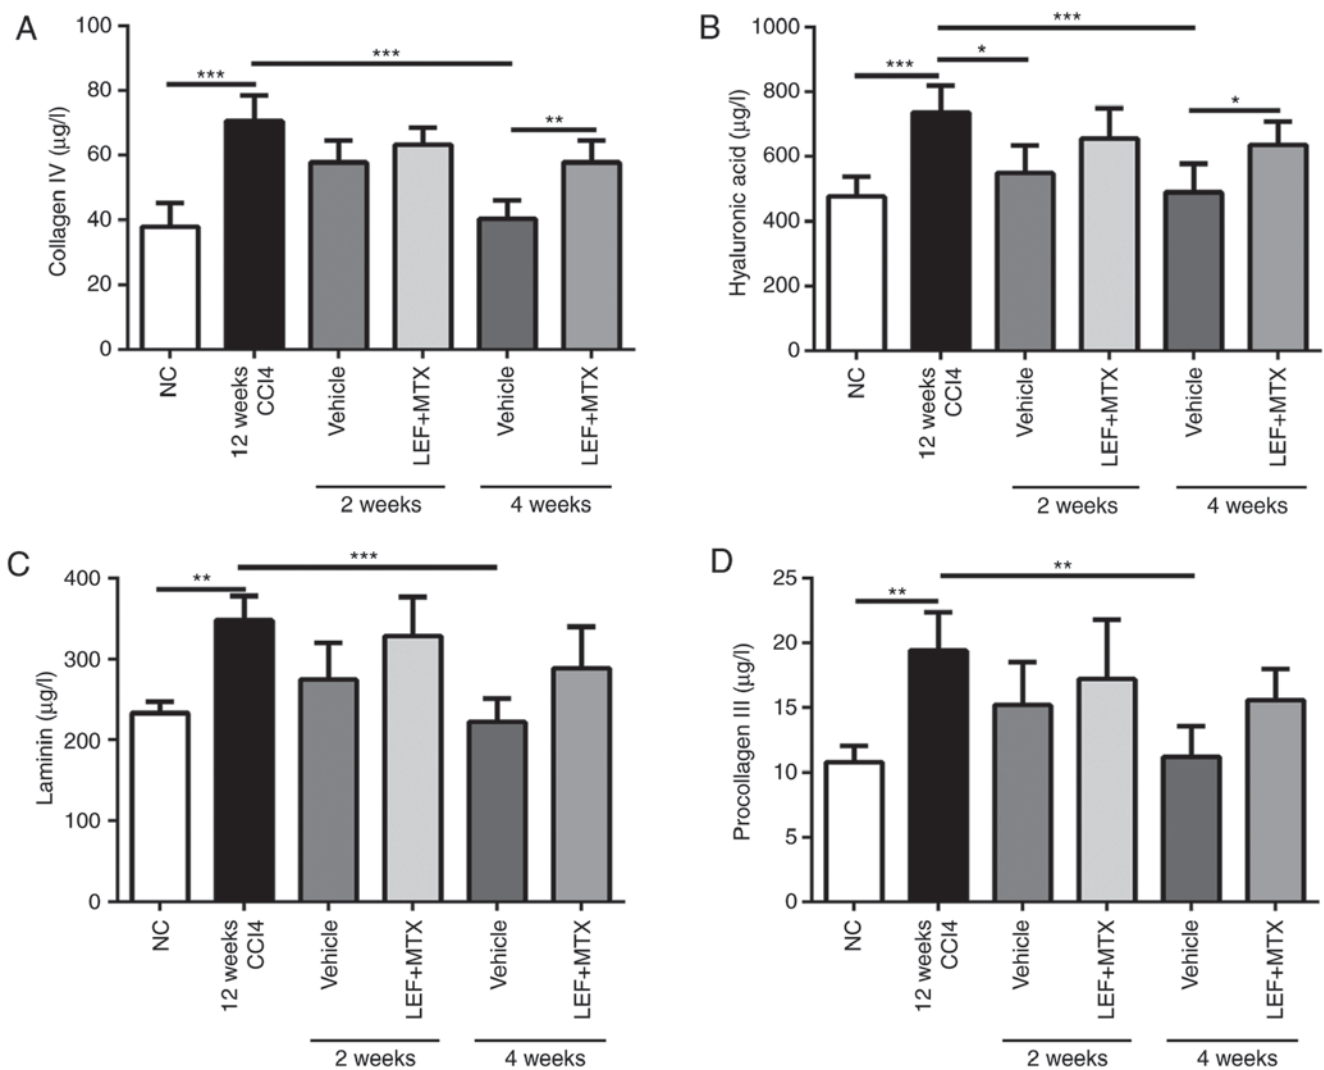 A
Collagen IV (µg/l)
100
80
60
40
20
0
***
***
**
NC
12 weeks
CCl4
Vehicle
LEF+MTX
Vehicle
LEF+MTX
2 weeks
4 weeks
B
Hyaluronic acid (µg/l)
1000
800
600
400
200
0
***
***
*
*
NC
12 weeks
CCl4
Vehicle
LEF+MTX
Vehicle
LEF+MTX
2 weeks
4 weeks
C
Laminin (µg/l)
400
300
200
100
0
**
***
NC
12 weeks
CCl4
Vehicle
LEF+MTX
Vehicle
LEF+MTX
2 weeks
4 weeks
D
Procollagen III (µg/l)
25
20
15
10
5
0
**
**
NC
12 weeks
CCl4
Vehicle
LEF+MTX
Vehicle
LEF+MTX
2 weeks
4 weeks